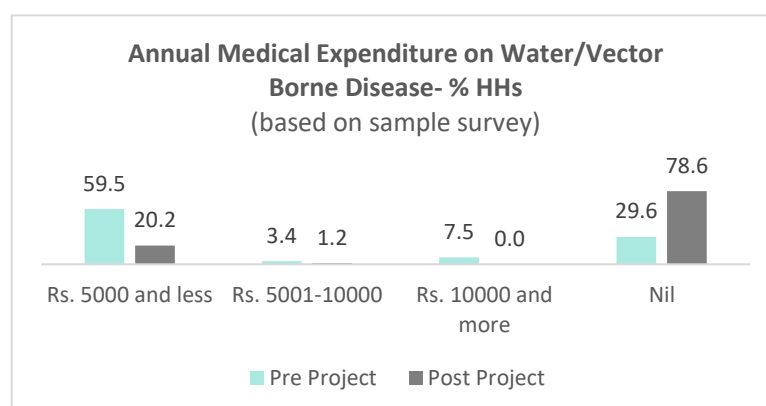 Annual Medical Expenditure on Water/Vector
Borne Disease- % HHs
(based on sample survey)
59.5
20.2
3.4
1.2
7.5
0.0
29.6
78.6
Rs. 5000 and less
Rs. 5001-10000
Rs. 10000 and
more
Nil
Pre Project
Post Project